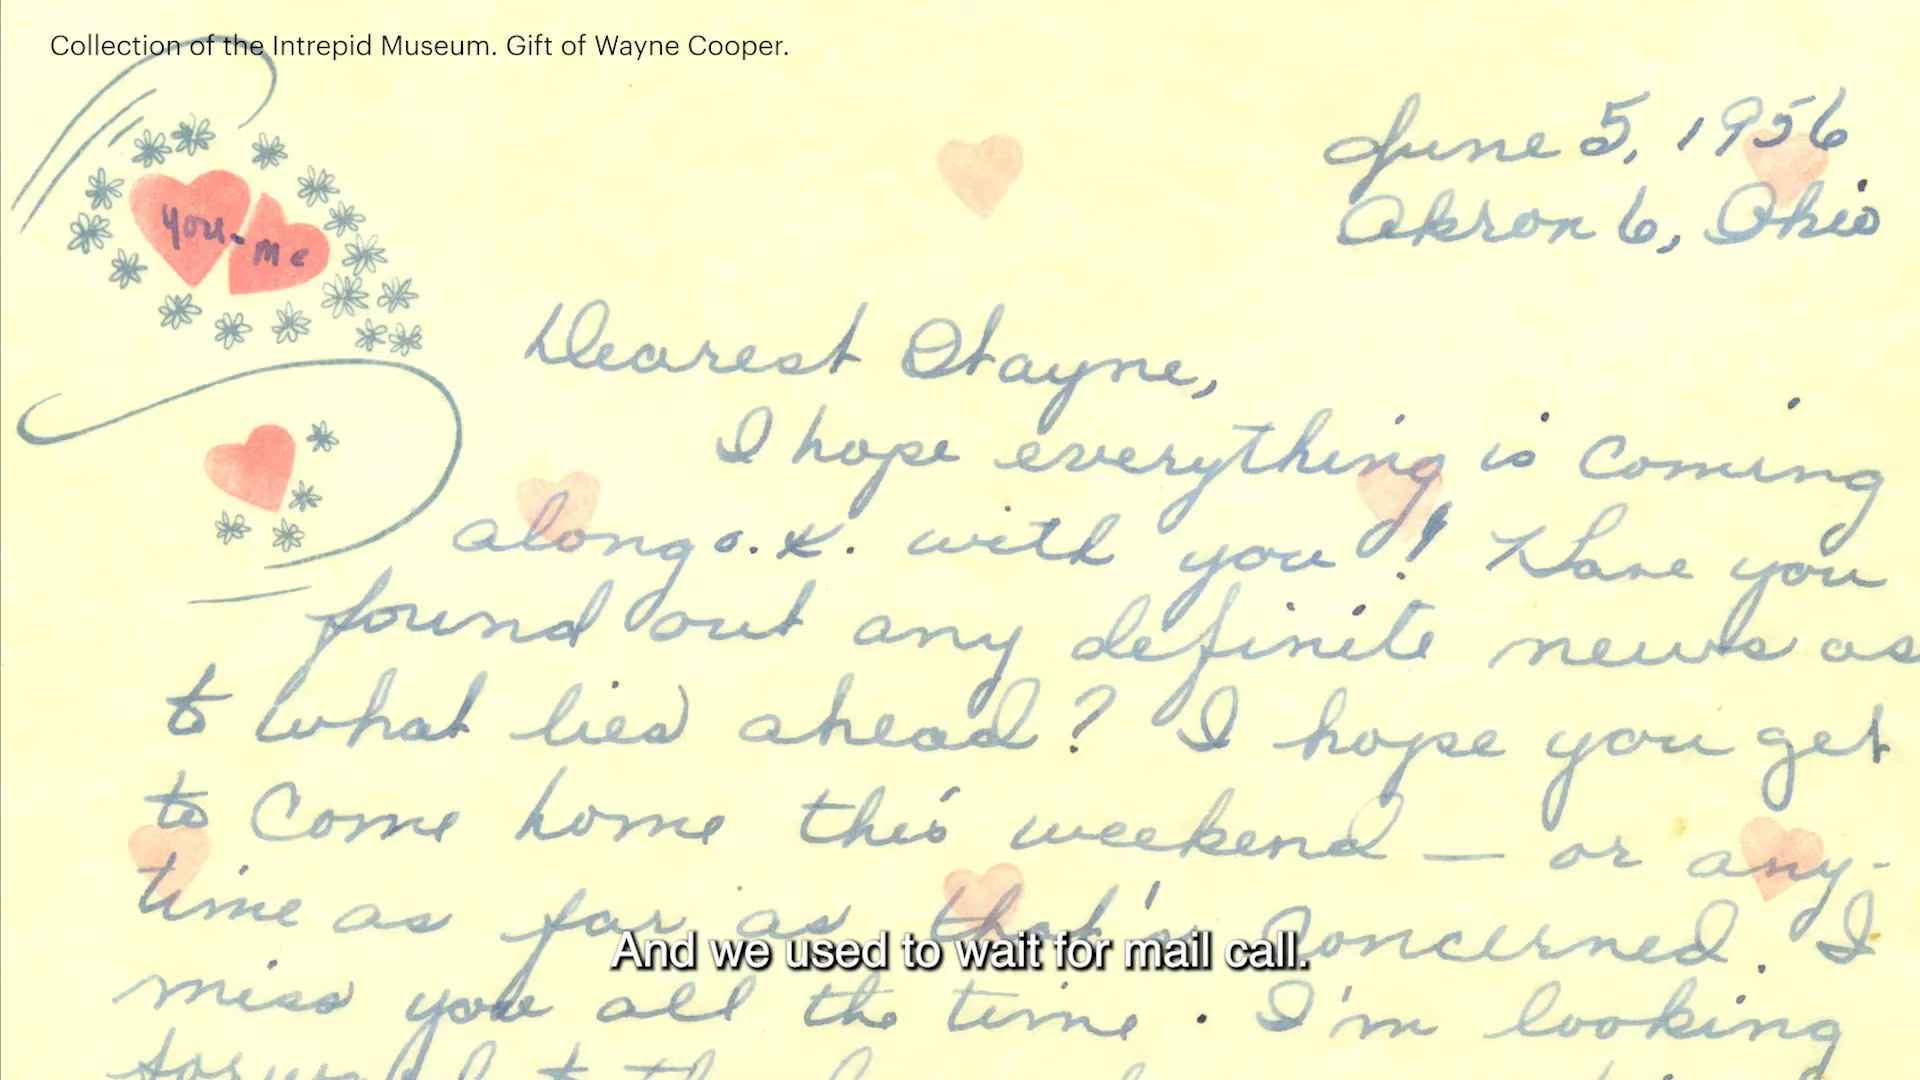 Collection of the Intrepid Museum. Gift of Wayne Cooper.
June 5, 1956
Akron 6, Ohio
you - me
Dearest Wayne,
I hope everything is coming
along o.k. with you! Have you
found out any definite news as
to what lies ahead? I hope you get
to come home this weekend — or any-
time as far as that's concerned. I
And we used to wait for mail call.
miss you all the time. I'm looking
forward to